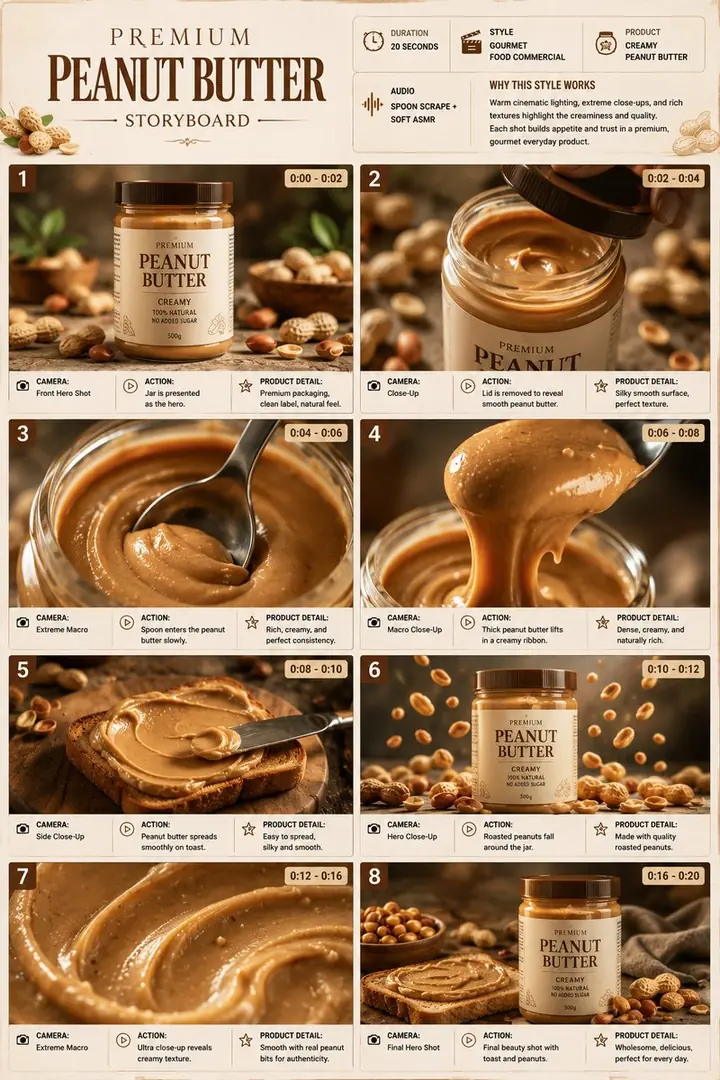 PREMIUM
PEANUT BUTTER
STORYBOARD
DURATION
20 SECONDS
STYLE
GOURMET
FOOD COMMERCIAL
PRODUCT
CREAMY
PEANUT BUTTER
AUDIO
SPOON SCRAPE +
SOFT ASMR
WHY THIS STYLE WORKS
Warm cinematic lighting, extreme close-ups, and rich
textures highlight the creaminess and quality.
Each shot builds appetite and trust in a premium,
gourmet everyday product.
1
0:00 - 0:02
PREMIUM
PEANUT
BUTTER
CREAMY
100% NATURAL
NO ADDED SUGAR
500g
CAMERA:
Front Hero Shot
ACTION:
Jar is presented
as the hero.
PRODUCT DETAIL:
Premium packaging,
clean label, natural feel.
2
0:02 - 0:04
PREMIUM
PEANUT
CAMERA:
Close-Up
ACTION:
Lid is removed to reveal
smooth peanut butter.
PRODUCT DETAIL:
Silky smooth surface,
perfect texture.
3
0:04 - 0:06
CAMERA:
Extreme Macro
ACTION:
Spoon enters the peanut
butter slowly.
PRODUCT DETAIL:
Rich, creamy, and
perfect consistency.
4
0:06 - 0:08
CAMERA:
Macro Close-Up
ACTION:
Thick peanut butter lifts
in a creamy ribbon.
PRODUCT DETAIL:
Dense, creamy, and
naturally rich.
5
0:08 - 0:10
CAMERA:
Side Close-Up
ACTION:
Peanut butter spreads
smoothly on toast.
PRODUCT DETAIL:
Easy to spread,
silky and smooth.
6
0:10 - 0:12
PREMIUM
PEANUT
BUTTER
CREAMY
100% NATURAL
NO ADDED SUGAR
500g
CAMERA:
Hero Close-Up
ACTION:
Roasted peanuts fall
around the jar.
PRODUCT DETAIL:
Made with quality
roasted peanuts.
7
0:12 - 0:16
CAMERA:
Extreme Macro
ACTION:
Ultra close-up reveals
creamy texture.
PRODUCT DETAIL:
Smooth with real peanut
bits for authenticity.
8
0:16 - 0:20
PREMIUM
PEANUT
BUTTER
CREAMY
100% NATURAL
NO ADDED SUGAR
500g
CAMERA:
Final Hero Shot
ACTION:
Final beauty shot with
toast and peanuts.
PRODUCT DETAIL:
Wholesome, delicious,
perfect for every day.